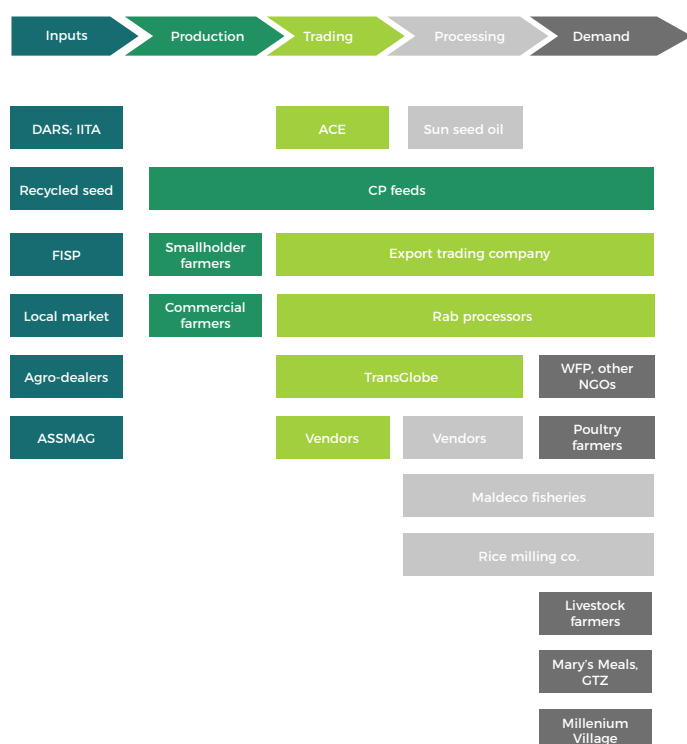 Inputs
Production
Trading
Processing
Demand
DARS; IITA
ACE
Sun seed oil
Recycled seed
CP feeds
FISP
Smallholder
farmers
Export trading company
Local market
Commercial
farmers
Rab processors
Agro-dealers
TransGlobe
WFP, other
NGOs
ASSMAG
Vendors
Vendors
Poultry
farmers
Maldeco fisheries
Rice milling co.
Livestock
farmers
Mary's Meals,
GTZ
Millenium
Village